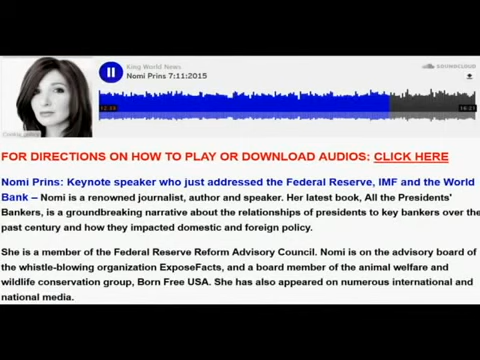 King World News
SOUNDCLOUD
Nomi Prins 7:11:2015
FOR DIRECTIONS ON HOW TO PLAY OR DOWNLOAD AUDIOS: CLICK HERE
Nomi Prins: Keynote speaker who just addressed the Federal Reserve, IMF and the World
Bank – Nomi is a renowned journalist, author and speaker. Her latest book, All the Presidents'
Bankers, is a groundbreaking narrative about the relationships of presidents to key bankers over the
past century and how they impacted domestic and foreign policy.
She is a member of the Federal Reserve Reform Advisory Council. Nomi is on the advisory board of
the whistle-blowing organization ExposeFacts, and a board member of the animal welfare and
wildlife conservation group, Born Free USA. She has also appeared on numerous international and
national media.